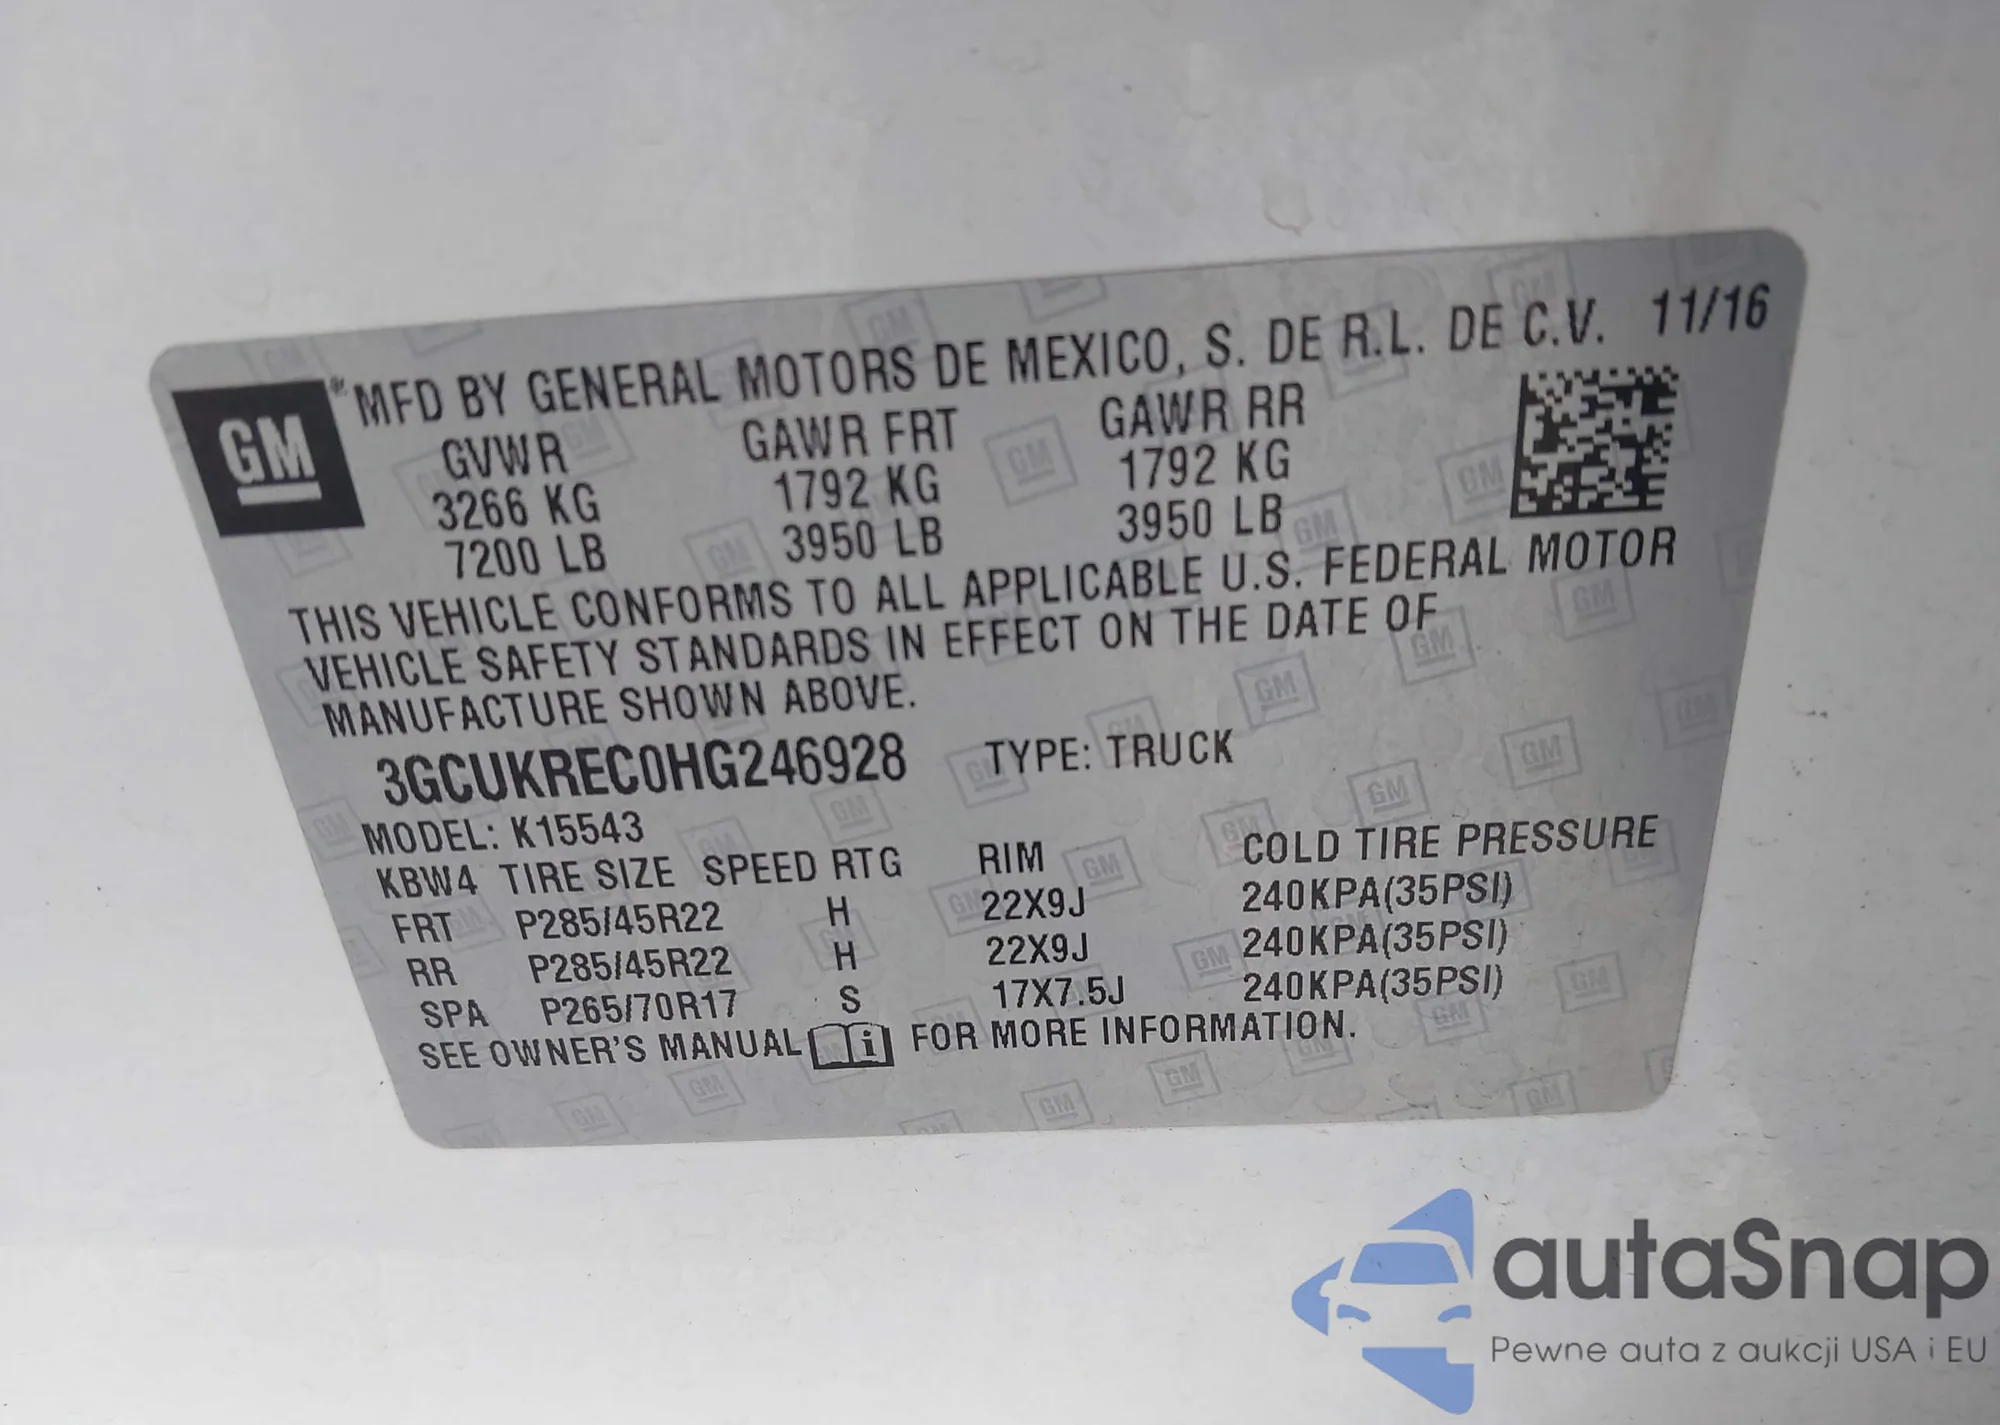 GM
® MFD BY GENERAL MOTORS DE MEXICO, S. DE R.L. DE C.V. 11/16
GVWR GAWR FRT GAWR RR
3266 KG 1792 KG 1792 KG
7200 LB 3950 LB 3950 LB
THIS VEHICLE CONFORMS TO ALL APPLICABLE U.S. FEDERAL MOTOR
VEHICLE SAFETY STANDARDS IN EFFECT ON THE DATE OF
MANUFACTURE SHOWN ABOVE.
3GCUKREC0HG246928 TYPE: TRUCK
MODEL: K15543
KBW4 TIRE SIZE SPEED RTG RIM COLD TIRE PRESSURE
FRT P285/45R22 H 22X9J 240KPA(35PSI)
RR P285/45R22 H 22X9J 240KPA(35PSI)
SPA P265/70R17 S 17X7.5J 240KPA(35PSI)
SEE OWNER'S MANUAL i FOR MORE INFORMATION.
autaSnap
Pewne auta z aukcji USA i EU